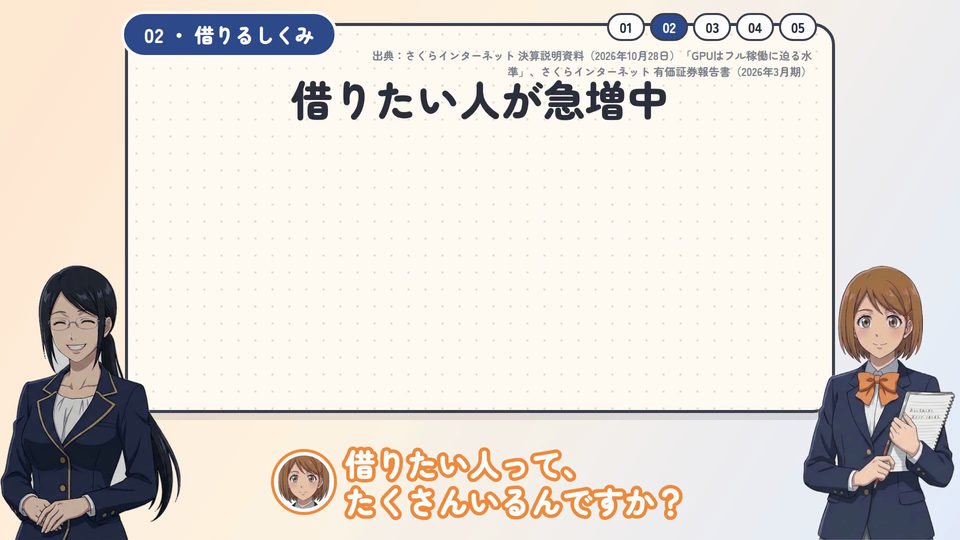 02 ・ 借りるしくみ
01 02 03 04 05
出典：さくらインターネット 決算説明資料（2026年10月28日）「GPUはフル稼働に迫る水
準」、さくらインターネット 有価証券報告書（2026年3月期）
借りたい人が急増中
借りたい人って、
たくさんいるんですか？